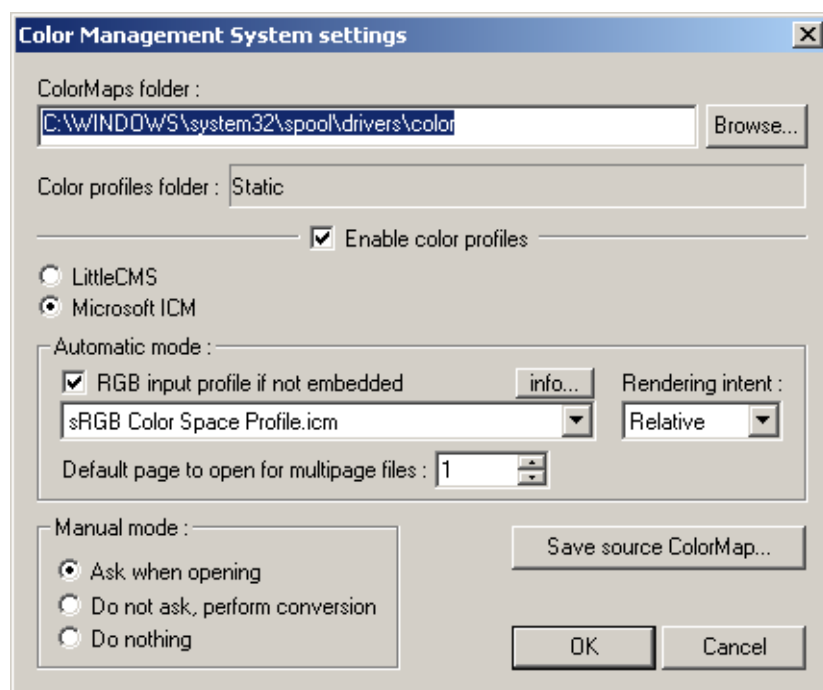 Color Management System settings
ColorMaps folder :
C:\WINDOWS\system32\spool\drivers\color
Browse...
Color profiles folder : Static
Enable color profiles
LittleCMS
Microsoft ICM
Automatic mode :
RGB input profile if not embedded info... Rendering intent :
sRGB Color Space Profile.icm Relative
Default page to open for multipage files : 1
Manual mode :
Save source ColorMap...
Ask when opening
Do not ask, perform conversion
Do nothing
OK Cancel